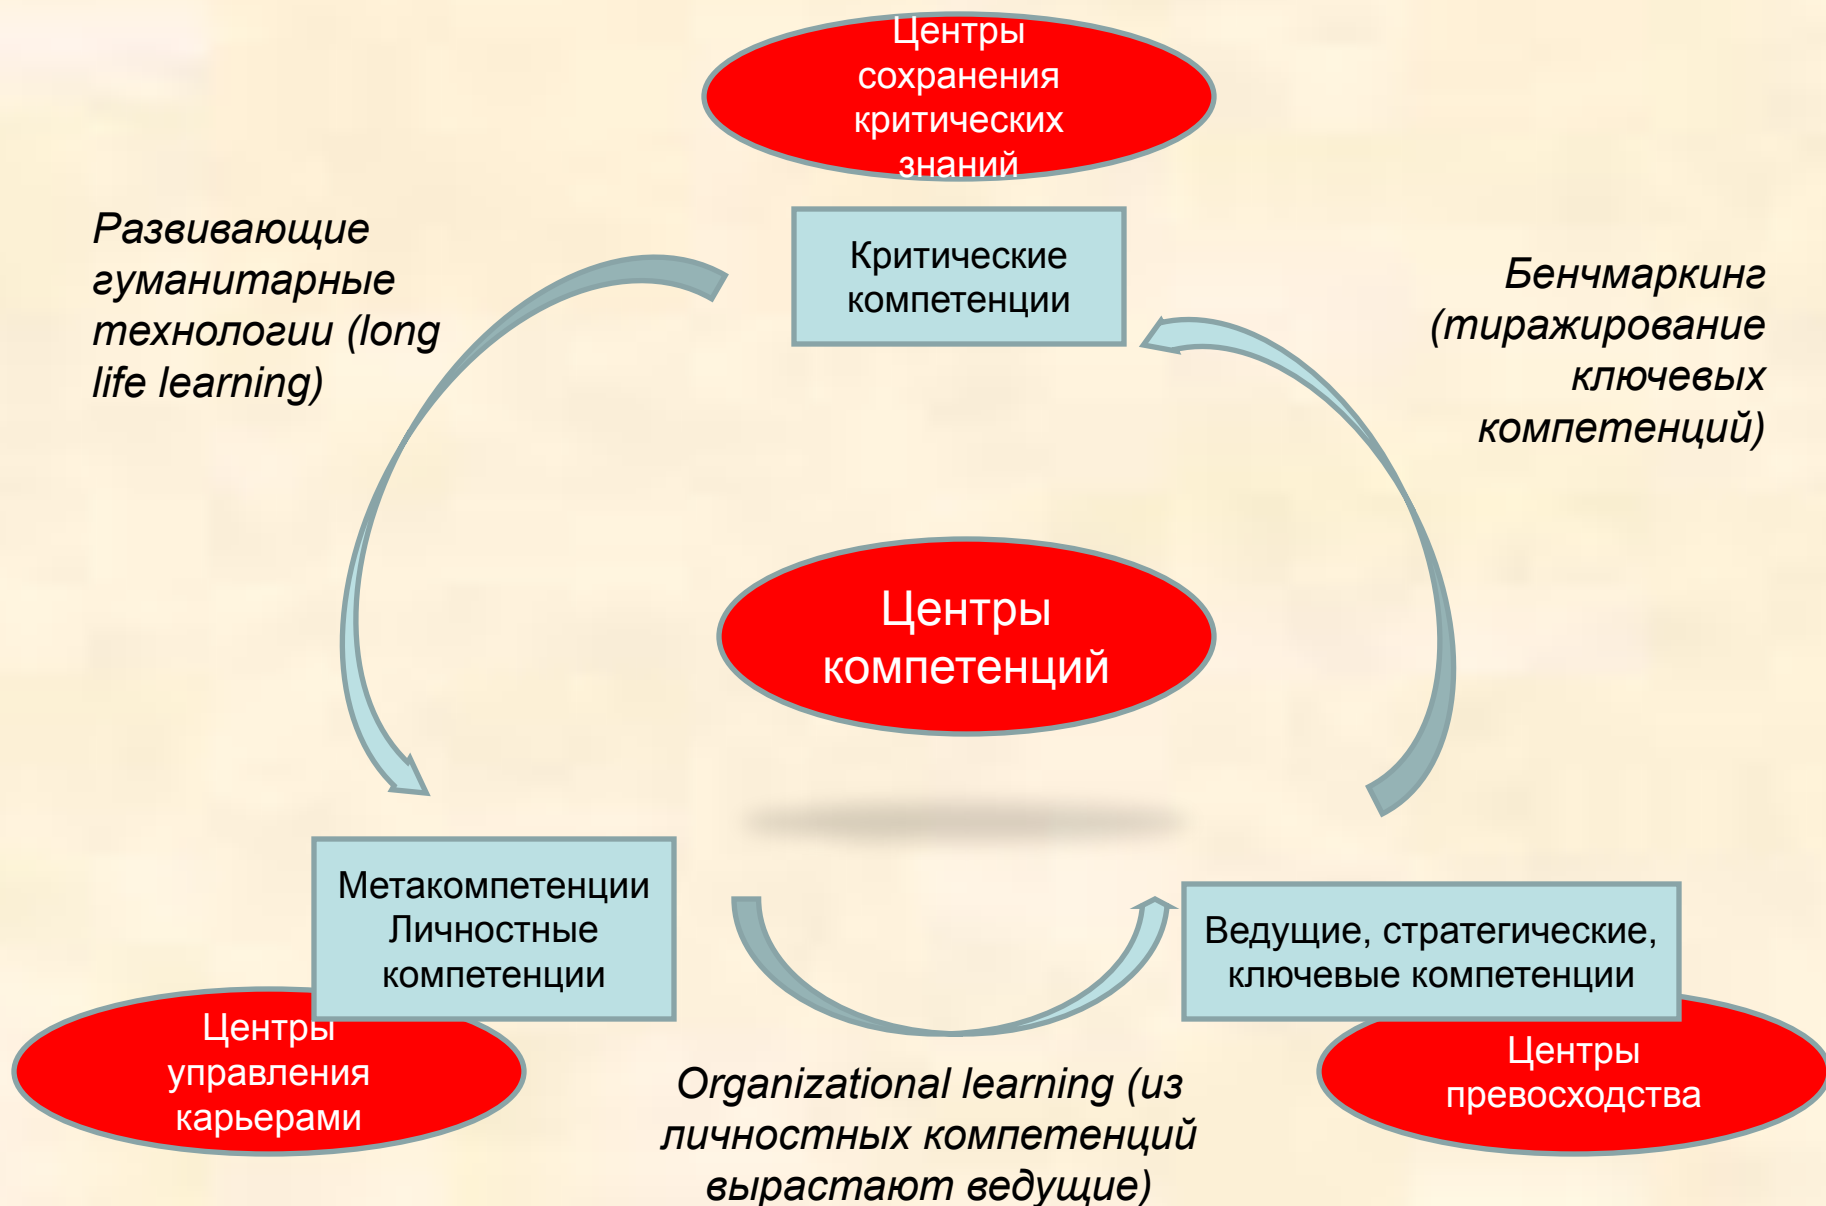 Центры
сохранения
критических
знаний
Развивающие
гуманитарные
технологии (long
life learning)
Критические
компетенции
Бенчмаркинг
(тиражирование
ключевых
компетенций)
Центры
компетенций
Метакомпетенции
Личностные
компетенции
Ведущие, стратегические,
ключевые компетенции
Центры
управления
карьерами
Organizational learning (из
личностных компетенций
вырастают ведущие)
Центры
превосходства